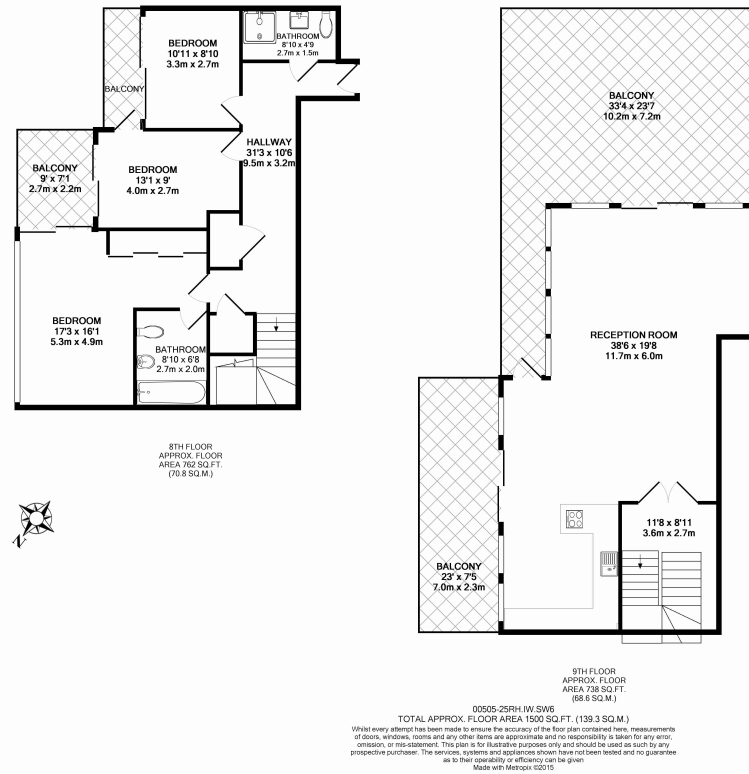 BEDROOM
10'11 x 8'10
3.3m x 2.7m
BATHROOM
8'10 x 4'9
2.7m x 1.5m
BALCONY
HALLWAY
31'3 x 10'6
9.5m x 3.2m
BALCONY
9' x 7'1
2.7m x 2.2m
BEDROOM
13'1 x 9'
4.0m x 2.7m
BEDROOM
17'3 x 16'1
5.3m x 4.9m
BATHROOM
8'10 x 6'8
2.7m x 2.0m
8TH FLOOR
APPROX. FLOOR
AREA 762 SQ.FT.
(70.8 SQ.M.)
N
BALCONY
33'4 x 23'7
10.2m x 7.2m
RECEPTION ROOM
38'6 x 19'8
11.7m x 6.0m
11'8 x 8'11
3.6m x 2.7m
BALCONY
23' x 7'5
7.0m x 2.3m
9TH FLOOR
APPROX. FLOOR
AREA 738 SQ.FT.
(68.6 SQ.M.)
00505-25RH.IW.SW6
TOTAL APPROX. FLOOR AREA 1500 SQ.FT. (139.3 SQ.M.)
Whilst every attempt has been made to ensure the accuracy of the floor plan contained here, measurements
of doors, windows, rooms and any other items are approximate and no responsibility is taken for any error,
omission, or mis-statement. This plan is for illustrative purposes only and should be used as such by any
prospective purchaser. The services, systems and appliances shown have not been tested and no guarantee
as to their operability or efficiency can be given
Made with Metropix ©2015